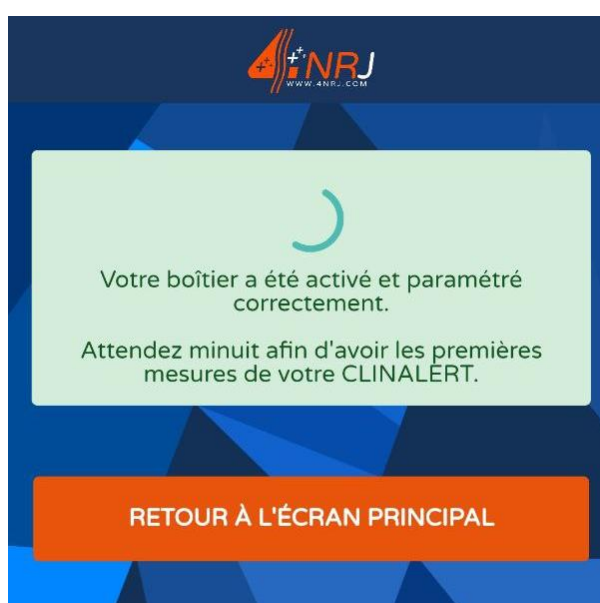 4NRJ
WWW.4NRJ.COM
Votre boîtier a été activé et paramétré
correctement.
Attendez minuit afin d'avoir les premières
mesures de votre CLINALERT.
RETOUR À L'ÉCRAN PRINCIPAL